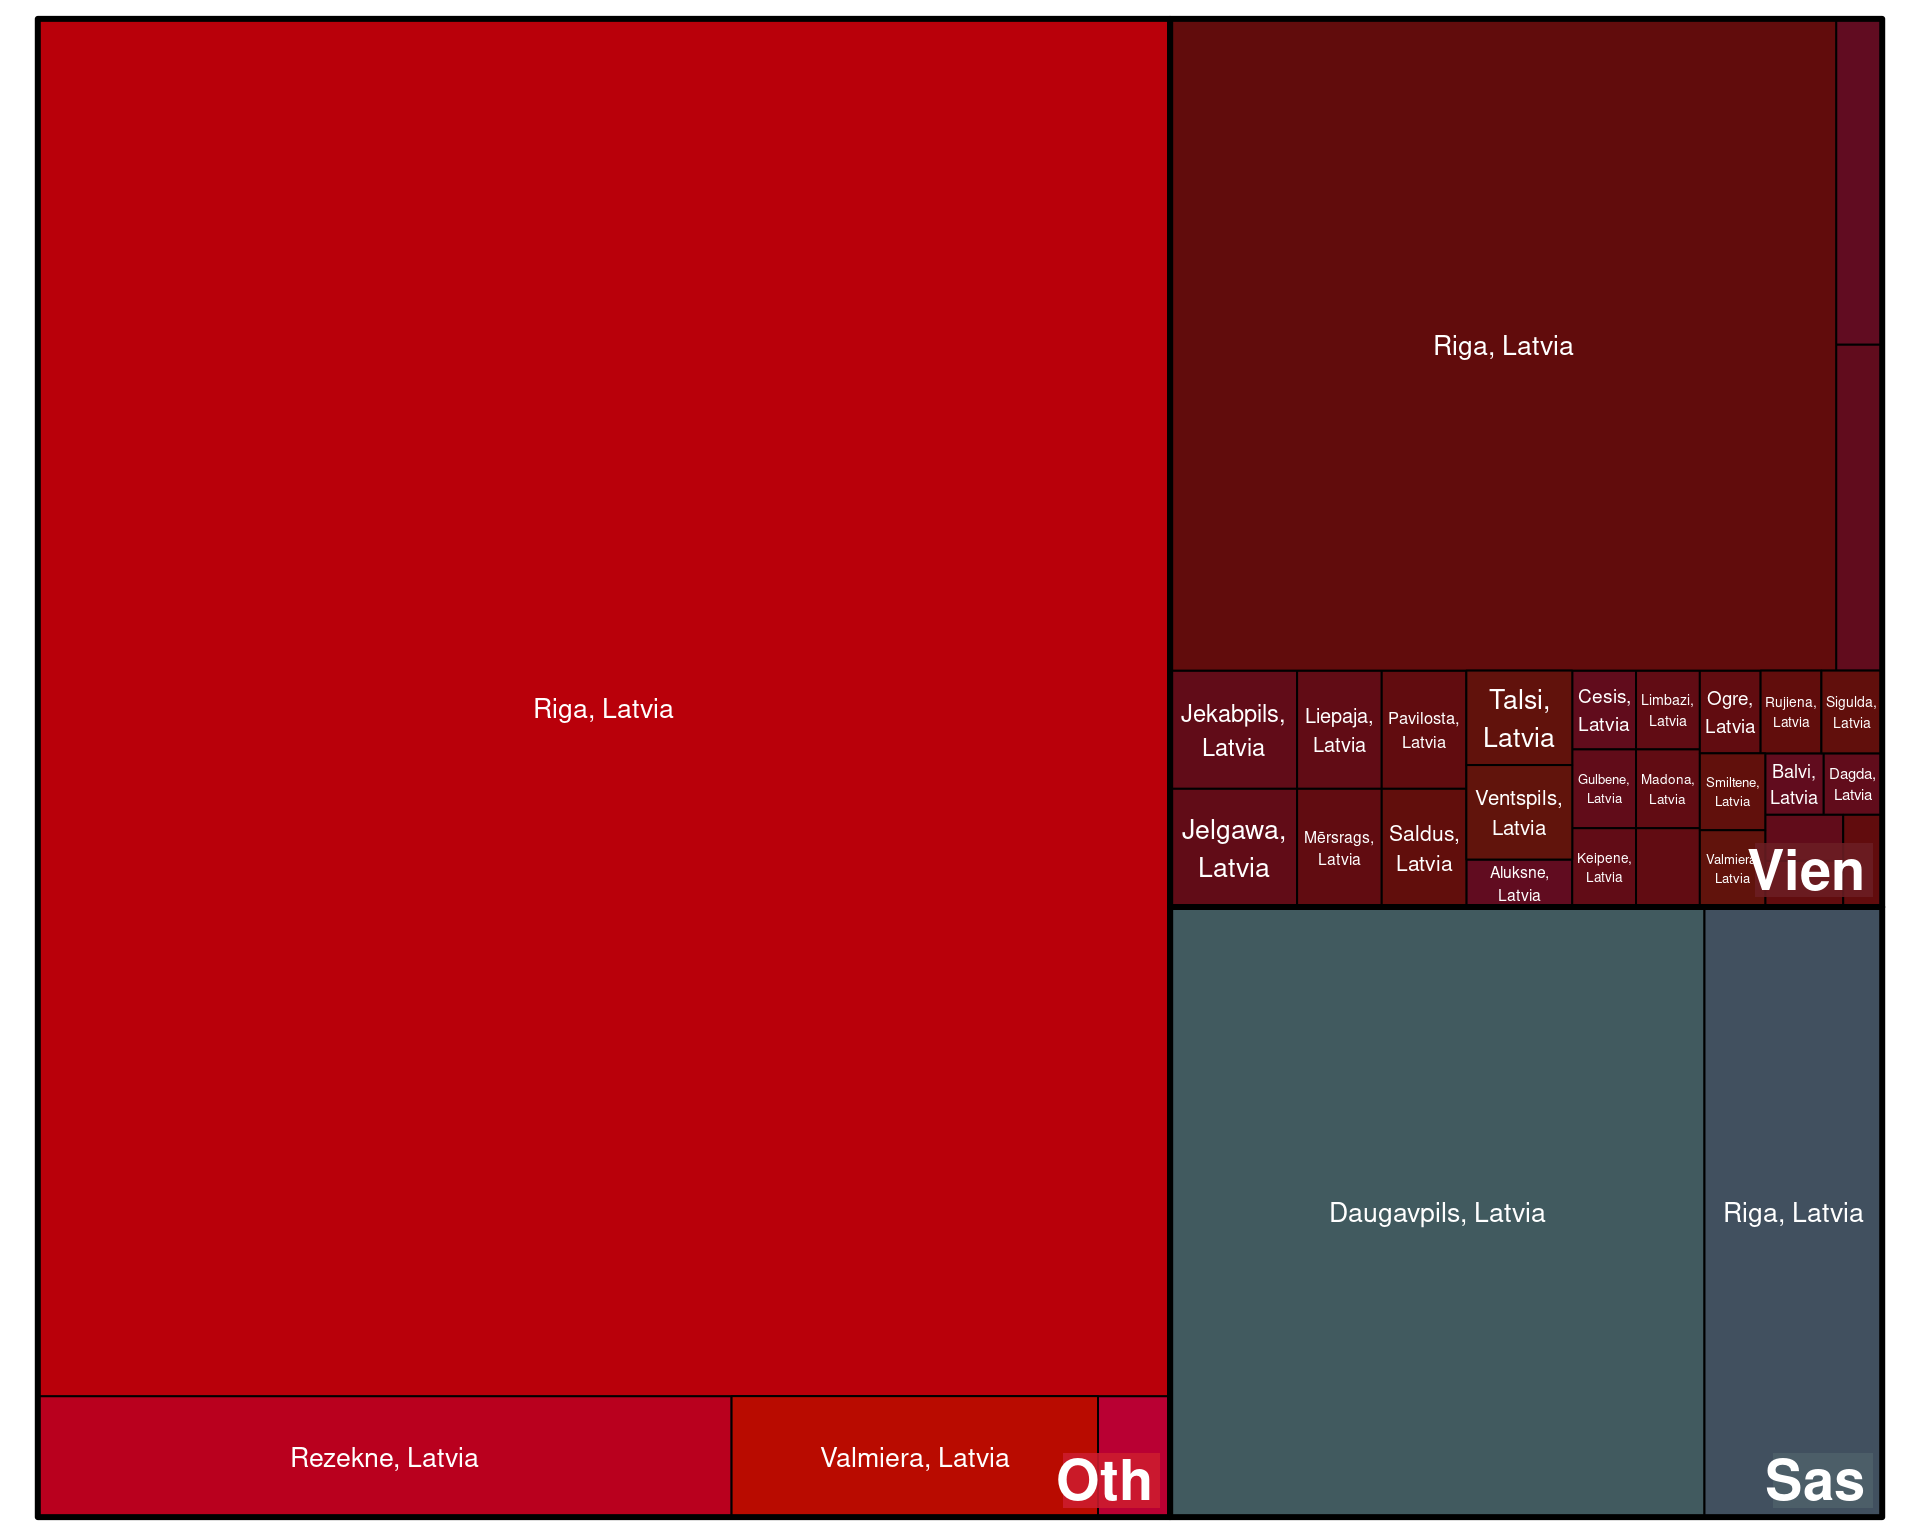 Riga, Latvia
Rezekne, Latvia
Valmiera, Latvia
Oth
Riga, Latvia
Jekabpils,
Latvia
Jelgawa,
Latvia
Liepaja,
Latvia
Mērsrags,
Latvia
Pavilosta,
Latvia
Saldus,
Latvia
Talsi,
Latvia
Ventspils,
Latvia
Aluksne,
Latvia
Cesis,
Latvia
Gulbene,
Latvia
Keipene,
Latvia
Limbazi,
Latvia
Madona,
Latvia
Ogre,
Latvia
Rujiena,
Latvia
Sigulda,
Latvia
Smiltene,
Latvia
Valmiera
Latvia
Balvi,
Latvia
Dagda,
Latvia
Vien
Daugavpils, Latvia
Riga, Latvia
Sas